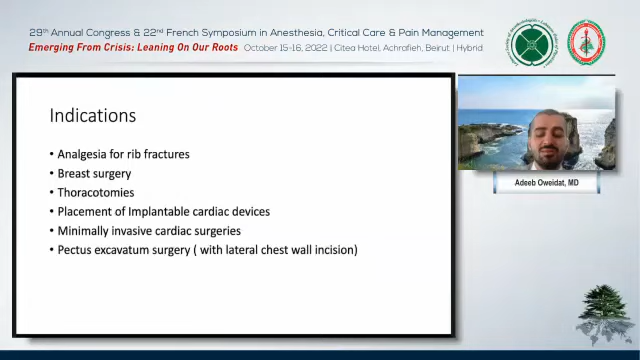 29th Annual Congress & 22nd French Symposium in Anesthesia, Critical Care & Pain Management
Emerging From Crisis: Leaning On Our Roots October 15-16, 2022 | Citea Hotel, Achrafieh, Beirut | Hybrid
Indications
• Analgesia for rib fractures
• Breast surgery
• Thoracotomies
• Placement of Implantable cardiac devices
• Minimally invasive cardiac surgeries
• Pectus excavatum surgery ( with lateral chest wall incision)
Adeeb Oweidat, MD